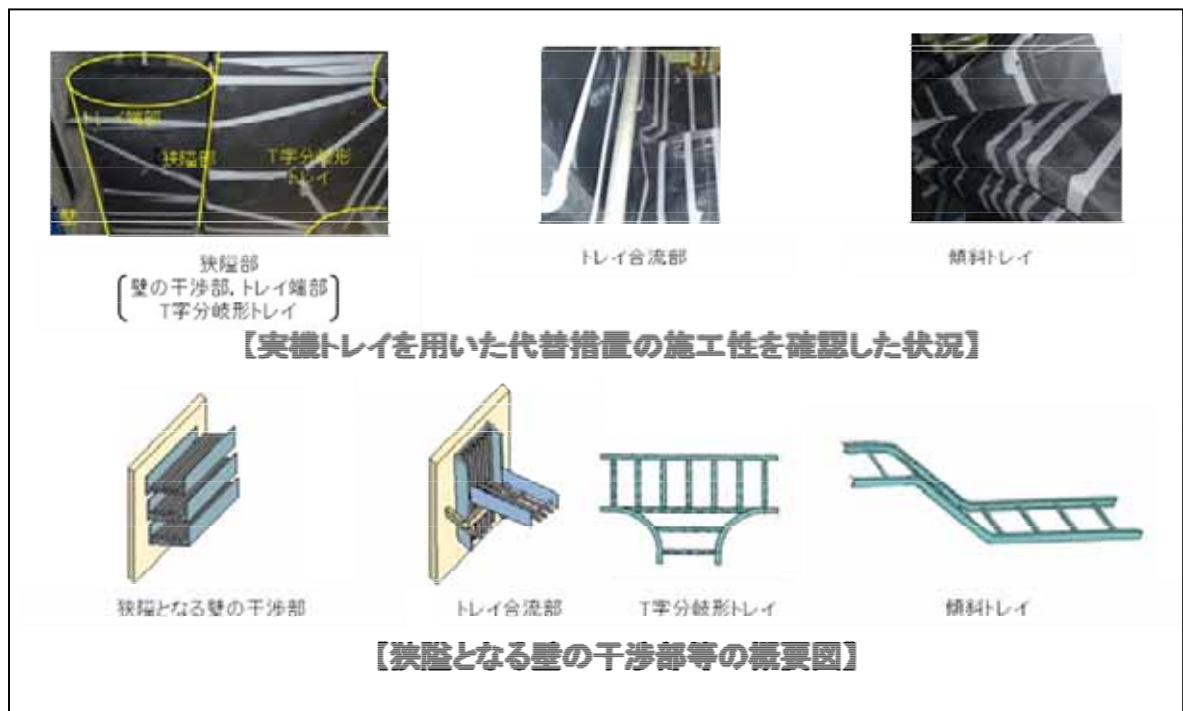 トレイ端部
狭隘部
T字分岐形
トレイ
壁
狭隘部
壁の干渉部,トレイ端部
T字分岐形トレイ
トレイ合流部
傾斜トレイ
【実機トレイを用いた代替措置の施工性を確認した状況】
狭隘となる壁の干渉部
トレイ合流部
T字分岐形トレイ
傾斜トレイ
【狭隘となる壁の干渉部等の概要図】